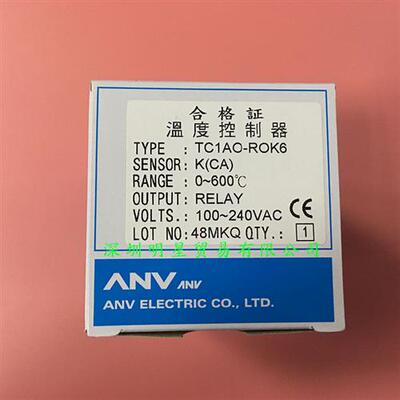 合格証
溫度控制器
TYPE : TC1AO-ROK6
SENSOR: K(CA)
RANGE : 0~600℃
OUTPUT: RELAY
VOLTS. : 100~240VAC CE
LOT NO: 48MKQ QTY.: 1
深圳明星贸易有限公司
ANV ANV
ANV ELECTRIC CO., LTD.